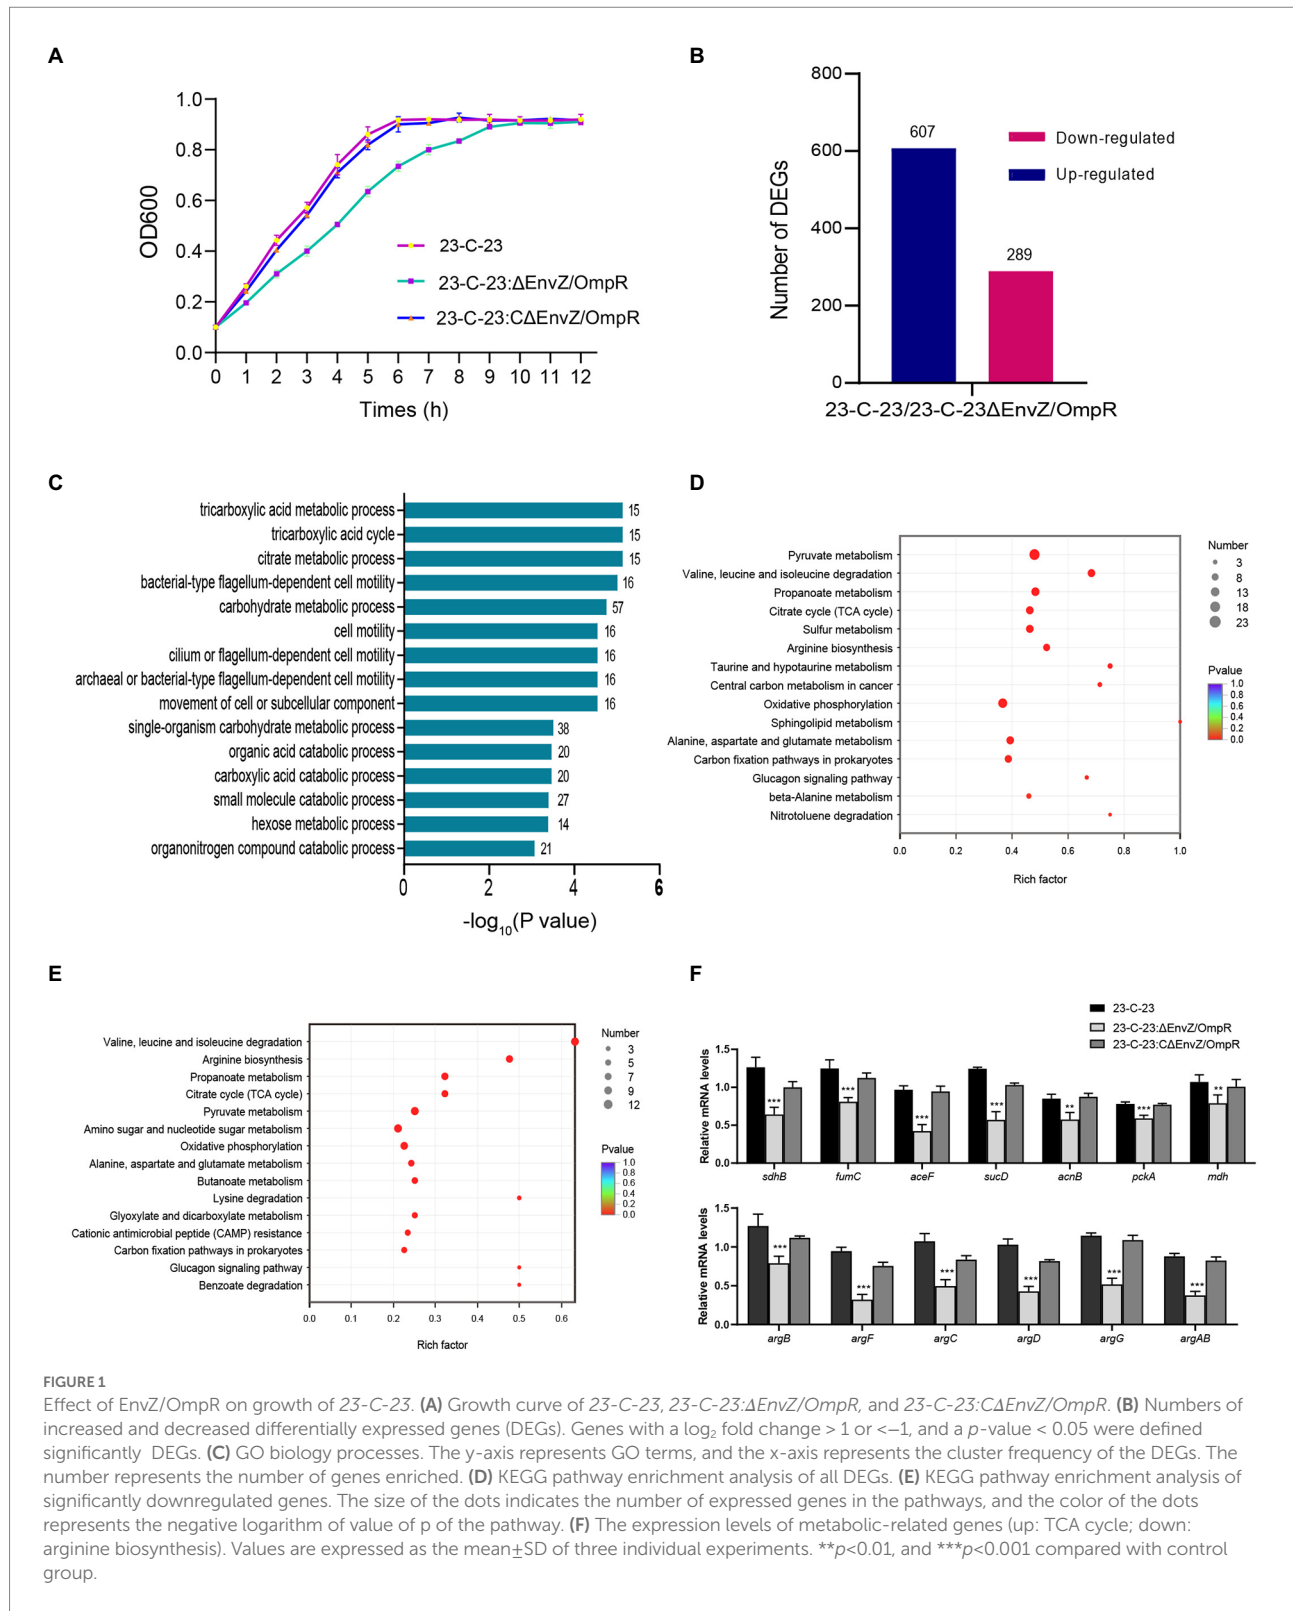 A
1.0
0.8
0.6
0.4
0.2
0.0
OD600
0 1 2 3 4 5 6 7 8 9 10 11 12
Times (h)
23-C-23
23-C-23:ΔEnvZ/OmpR
23-C-23:CΔEnvZ/OmpR
B
800
600
400
200
0
Number of DEGs
607
289
Down-regulated
Up-regulated
23-C-23/23-C-23ΔEnvZ/OmpR
C
tricarboxylic acid metabolic process 15
tricarboxylic acid cycle 15
citrate metabolic process 15
bacterial-type flagellum-dependent cell motility 16
carbohydrate metabolic process 57
cell motility 16
cilium or flagellum-dependent cell motility 16
archaeal or bacterial-type flagellum-dependent cell motility 16
movement of cell or subcellular component 16
single-organism carbohydrate metabolic process 38
organic acid catabolic process 20
carboxylic acid catabolic process 20
small molecule catabolic process 27
hexose metabolic process 14
organonitrogen compound catabolic process 21
0 2 4 6
-log10(P value)
D
Pyruvate metabolism
Valine, leucine and isoleucine degradation
Propanoate metabolism
Citrate cycle (TCA cycle)
Sulfur metabolism
Arginine biosynthesis
Taurine and hypotaurine metabolism
Central carbon metabolism in cancer
Oxidative phosphorylation
Sphingolipid metabolism
Alanine, aspartate and glutamate metabolism
Carbon fixation pathways in prokaryotes
Glucagon signaling pathway
beta-Alanine metabolism
Nitrotoluene degradation
0.0 0.2 0.4 0.6 0.8 1.0
Rich factor
Number
3
8
13
18
23
Pvalue
1.0
0.8
0.6
0.4
0.2
0.0
E
Valine, leucine and isoleucine degradation
Arginine biosynthesis
Propanoate metabolism
Citrate cycle (TCA cycle)
Pyruvate metabolism
Amino sugar and nucleotide sugar metabolism
Oxidative phosphorylation
Alanine, aspartate and glutamate metabolism
Butanoate metabolism
Lysine degradation
Glyoxylate and dicarboxylate metabolism
Cationic antimicrobial peptide (CAMP) resistance
Carbon fixation pathways in prokaryotes
Glucagon signaling pathway
Benzoate degradation
0.0 0.1 0.2 0.3 0.4 0.5 0.6
Rich factor
Number
3
5
7
9
12
Pvalue
1.0
0.8
0.6
0.4
0.2
0.0
F
23-C-23
23-C-23:ΔEnvZ/OmpR
23-C-23:CΔEnvZ/OmpR
Relative mRNA levels
1.5
1.0
0.5
0.0
*** *** *** *** ** *** **
sdhB fumC aceF sucD acnB pckA mdh
Relative mRNA levels
1.5
1.0
0.5
0.0
*** *** *** *** *** ***
argB argF argC argD argG argAB
FIGURE 1
Effect of EnvZ/OmpR on growth of 23-C-23. (A) Growth curve of 23-C-23, 23-C-23:ΔEnvZ/OmpR, and 23-C-23:CΔEnvZ/OmpR. (B) Numbers of
increased and decreased differentially expressed genes (DEGs). Genes with a log2 fold change > 1 or <–1, and a p-value < 0.05 were defined
significantly DEGs. (C) GO biology processes. The y-axis represents GO terms, and the x-axis represents the cluster frequency of the DEGs. The
number represents the number of genes enriched. (D) KEGG pathway enrichment analysis of all DEGs. (E) KEGG pathway enrichment analysis of
significantly downregulated genes. The size of the dots indicates the number of expressed genes in the pathways, and the color of the dots
represents the negative logarithm of value of p of the pathway. (F) The expression levels of metabolic-related genes (up: TCA cycle; down:
arginine biosynthesis). Values are expressed as the mean±SD of three individual experiments. **p<0.01, and ***p<0.001 compared with control
group.